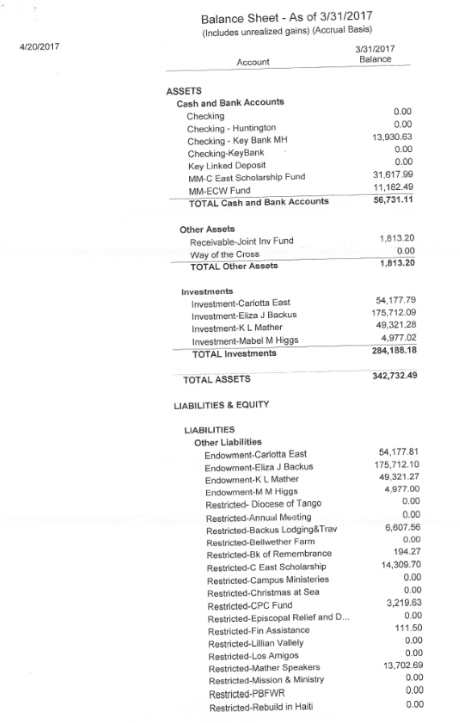 Balance Sheet - As of 3/31/2017
(Includes unrealized gains) (Accrual Basis)
4/20/2017
3/31/2017
Account Balance
ASSETS
Cash and Bank Accounts
Checking 0.00
Checking - Huntington 0.00
Checking - Key Bank MH 13,930.63
Checking-KeyBank 0.00
Key Linked Deposit 0.00
MM-C East Scholarship Fund 31,617.99
MM-ECW Fund 11,182.49
TOTAL Cash and Bank Accounts 56,731.11
Other Assets
Receivable-Joint Inv Fund 1,813.20
Way of the Cross 0.00
TOTAL Other Assets 1,813.20
Investments
Investment-Carlotta East 54,177.79
Investment-Eliza J Backus 175,712.09
Investment-K L Mather 49,321.28
Investment-Mabel M Higgs 4,977.02
TOTAL Investments 284,188.18
TOTAL ASSETS 342,732.49
LIABILITIES & EQUITY
LIABILITIES
Other Liabilities
Endowment-Carlotta East 54,177.81
Endowment-Eliza J Backus 175,712.10
Endowment-K L Mather 49,321.27
Endowment-M M Higgs 4,977.00
Restricted- Diocese of Tango 0.00
Restricted-Annual Meeting 0.00
Restricted-Backus Lodging&Trav 6,607.56
Restricted-Bellwether Farm 0.00
Restricted-Bk of Remembrance 194.27
Restricted-C East Scholarship 14,309.70
Restricted-Campus Ministeries 0.00
Restricted-Christmas at Sea 0.00
Restricted-CPC Fund 3,219.63
Restricted-Episcopal Relief and D... 0.00
Restricted-Fin Assistance 111.50
Restricted-Lillian Vallely 0.00
Restricted-Los Amigos 0.00
Restricted-Mather Speakers 13,702.69
Restricted-Mission & Ministry 0.00
Restricted-PBFWR 0.00
Restricted-Rebuild in Haiti 0.00